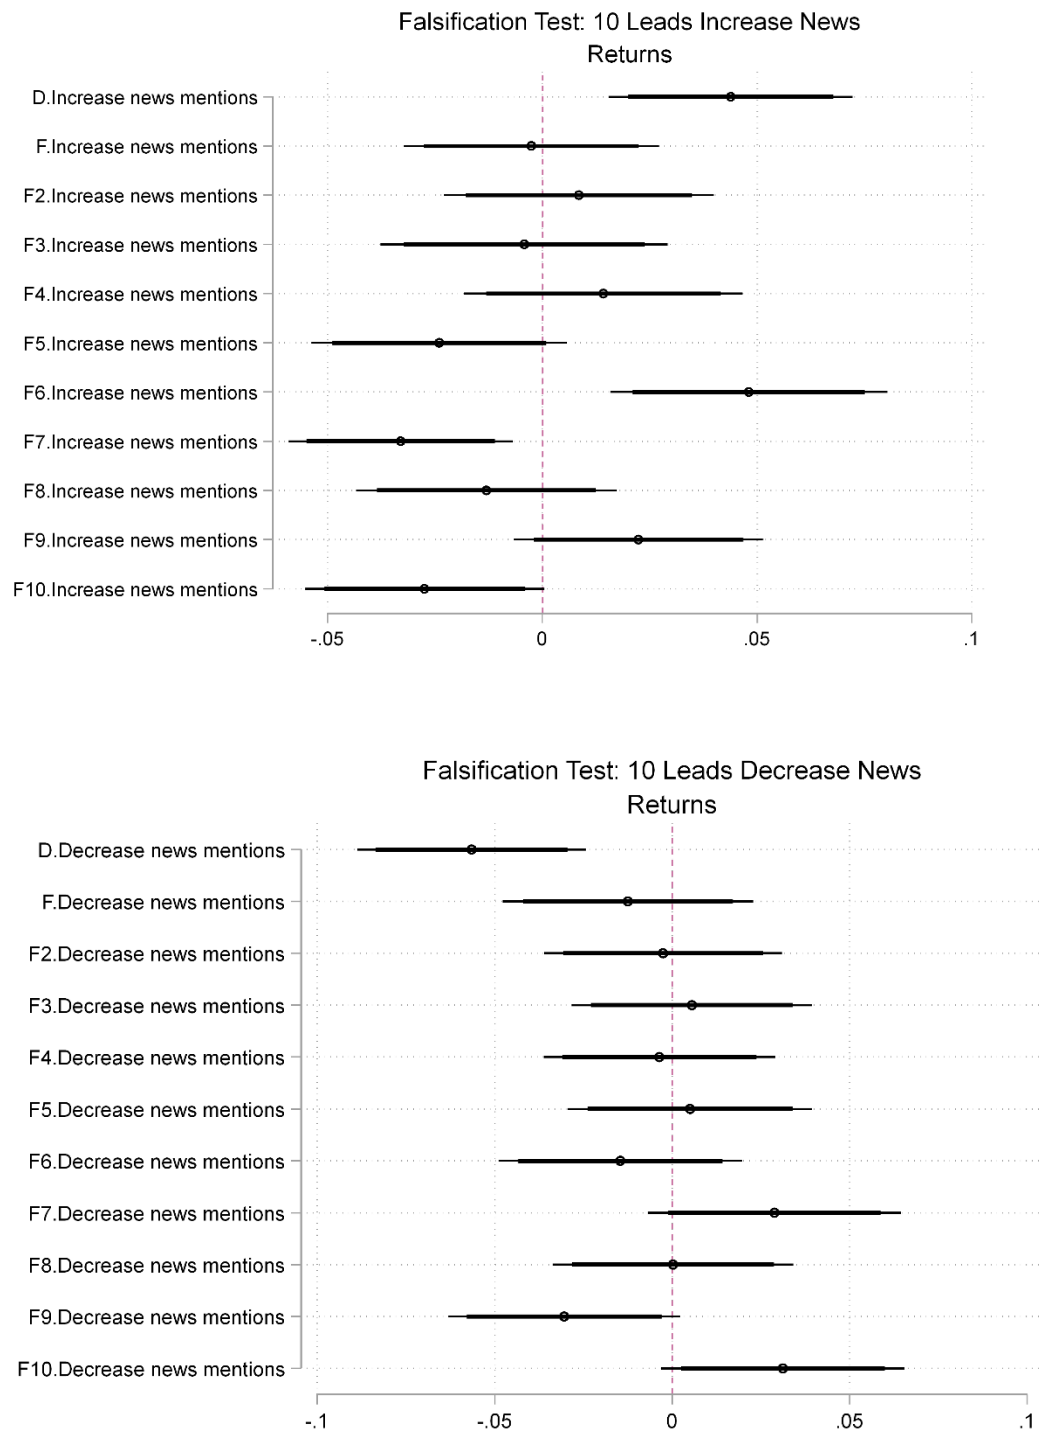 Falsification Test: 10 Leads Increase News
Returns
D.Increase news mentions
F.Increase news mentions
F2.Increase news mentions
F3.Increase news mentions
F4.Increase news mentions
F5.Increase news mentions
F6.Increase news mentions
F7.Increase news mentions
F8.Increase news mentions
F9.Increase news mentions
F10.Increase news mentions
-.05 0 .05 .1
Falsification Test: 10 Leads Decrease News
Returns
D.Decrease news mentions
F.Decrease news mentions
F2.Decrease news mentions
F3.Decrease news mentions
F4.Decrease news mentions
F5.Decrease news mentions
F6.Decrease news mentions
F7.Decrease news mentions
F8.Decrease news mentions
F9.Decrease news mentions
F10.Decrease news mentions
-.1 -.05 0 .05 .1